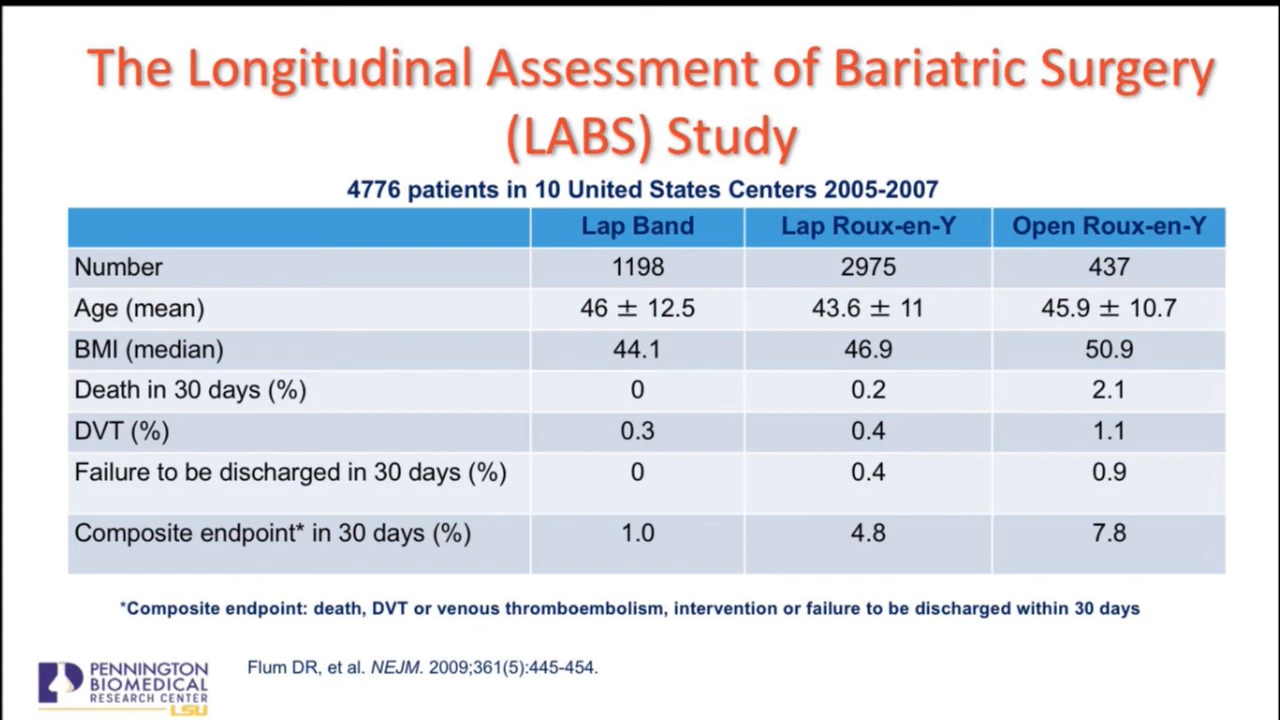 The Longitudinal Assessment of Bariatric Surgery
(LABS) Study
4776 patients in 10 United States Centers 2005-2007
Lap Band Lap Roux-en-Y Open Roux-en-Y
Number 1198 2975 437
Age (mean) 46 ± 12.5 43.6 ± 11 45.9 ± 10.7
BMI (median) 44.1 46.9 50.9
Death in 30 days (%) 0 0.2 2.1
DVT (%) 0.3 0.4 1.1
Failure to be discharged in 30 days (%) 0 0.4 0.9
Composite endpoint* in 30 days (%) 1.0 4.8 7.8
*Composite endpoint: death, DVT or venous thromboembolism, intervention or failure to be discharged within 30 days
PENNINGTON
BIOMEDICAL
RESEARCH CENTER
LSU
Flum DR, et al. NEJM. 2009;361(5):445-454.